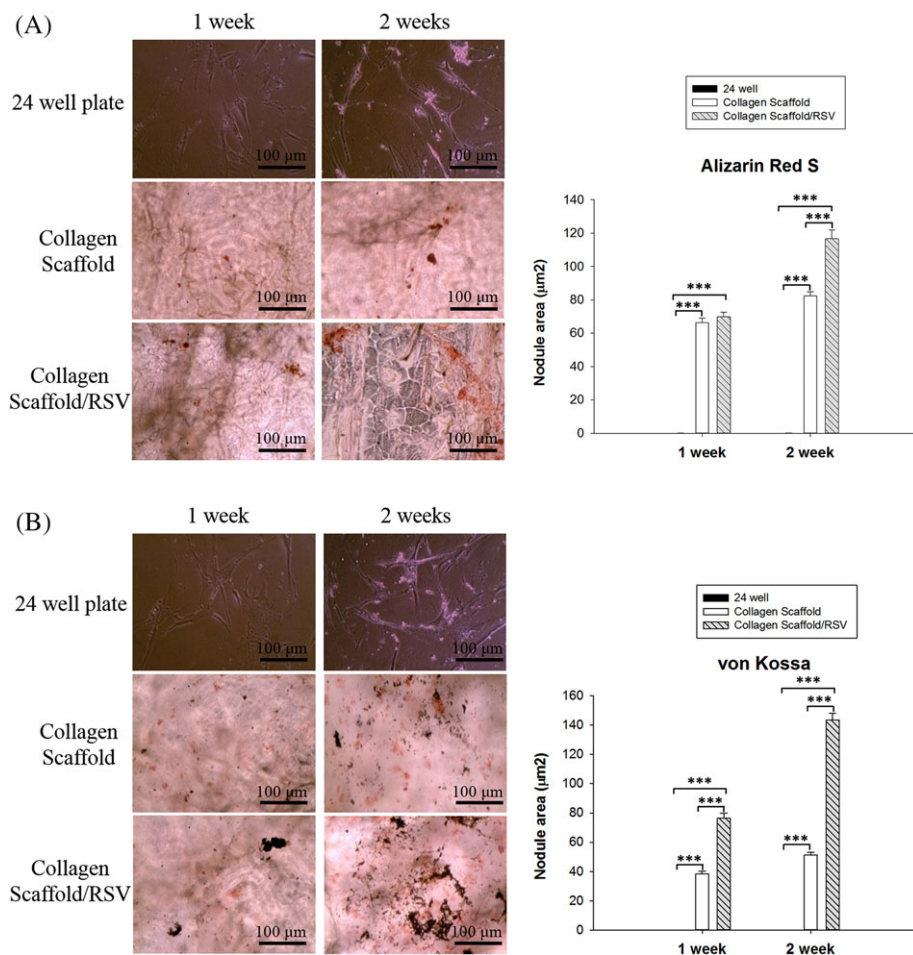 (A)
1 week
2 weeks
24 well plate
100 μm
100 μm
Collagen
Scaffold
100 μm
100 μm
Collagen
Scaffold/RSV
100 μm
100 μm
24 well
Collagen Scaffold
Collagen Scaffold/RSV
Alizarin Red S
Nodule area (μm2)
140
120
100
80
60
40
20
0
***
***
***
***
***
1 week
2 week
(B)
1 week
2 weeks
24 well plate
100 μm
100 μm
Collagen
Scaffold
100 μm
100 μm
Collagen
Scaffold/RSV
100 μm
100 μm
24 well
Collagen Scaffold
Collagen Scaffold/RSV
von Kossa
Nodule area (μm2)
160
140
120
100
80
60
40
20
0
***
***
***
***
***
***
1 week
2 week